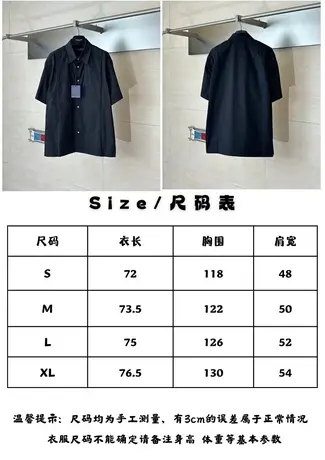 Size/尺码表
尺码 衣长 胸围 肩宽
S 72 118 48
M 73.5 122 50
L 75 126 52
XL 76.5 130 54
温馨提示：尺码均为手工测量、有3cm的误差属于正常情况
衣服尺码不能确定请备注身高 体重等基本参数